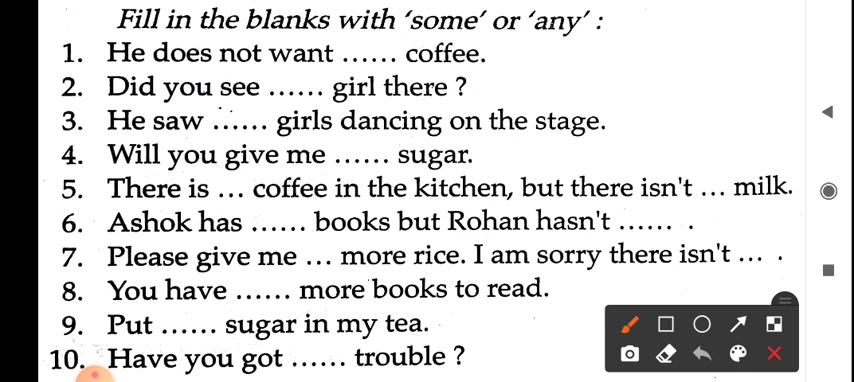 Fill in the blanks with ‘some’ or ‘any’ :
1. He does not want ...... coffee.
2. Did you see ...... girl there ?
3. He saw ...... girls dancing on the stage.
4. Will you give me ...... sugar.
5. There is ... coffee in the kitchen, but there isn't ... milk.
6. Ashok has ...... books but Rohan hasn't ...... .
7. Please give me ... more rice. I am sorry there isn't ... .
8. You have ...... more books to read.
9. Put ...... sugar in my tea.
10. Have you got ...... trouble ?